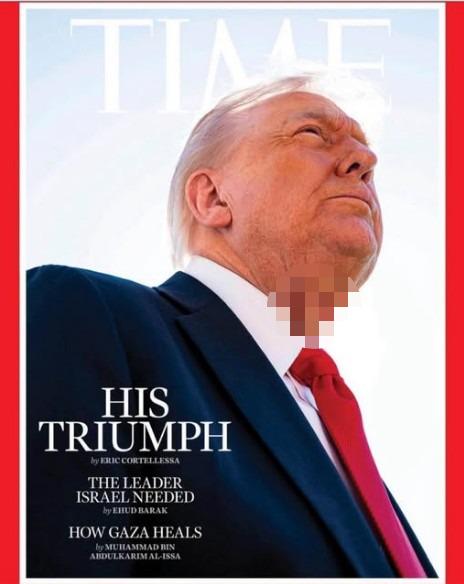 TIME
HIS
TRIUMPH
by ERIC CORTELLESSA
THE LEADER
ISRAEL NEEDED
by EHUD BARAK
HOW GAZA HEALS
by MUHAMMAD BIN
ABDULKARIM AL-ISSA